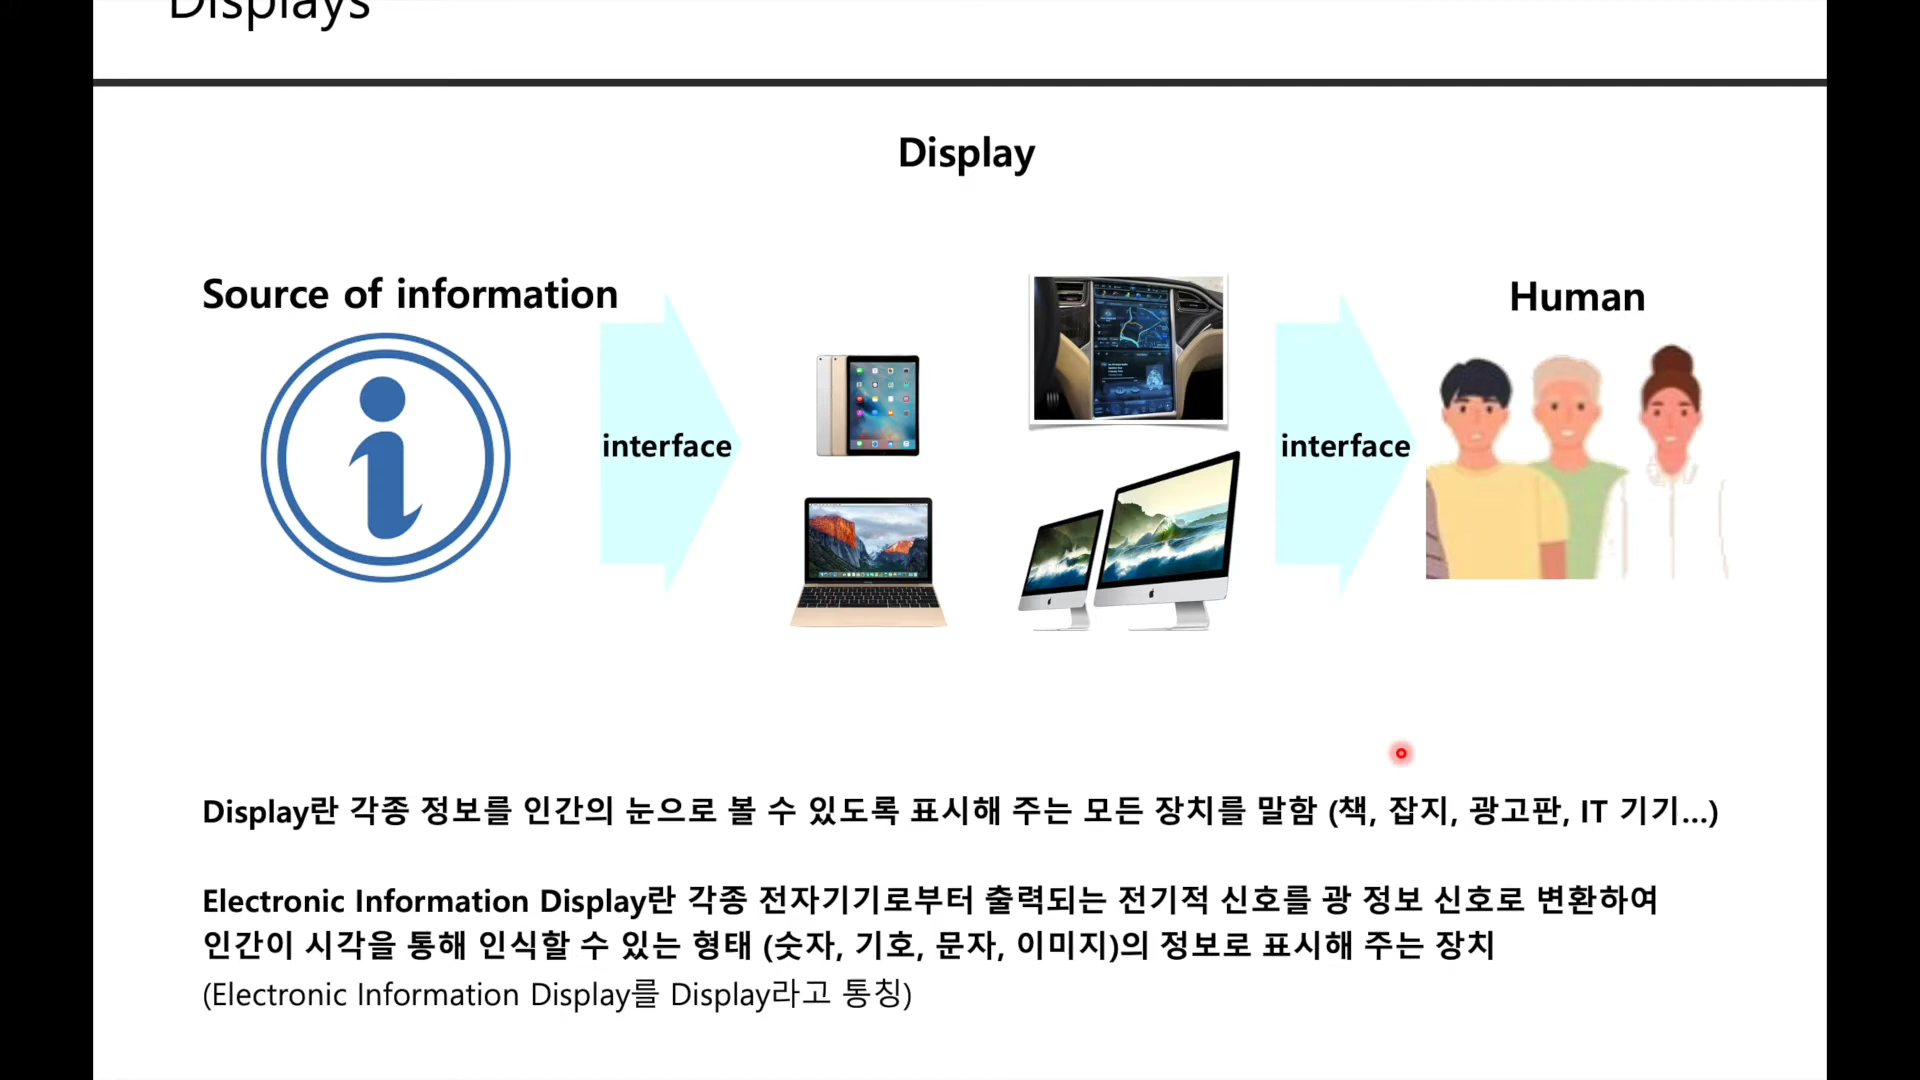 Displays
Display
Source of information
Human
interface
interface
Display란 각종 정보를 인간의 눈으로 볼 수 있도록 표시해 주는 모든 장치를 말함 (책, 잡지, 광고판, IT 기기...)
Electronic Information Display란 각종 전자기기로부터 출력되는 전기적 신호를 광 정보 신호로 변환하여
인간이 시각을 통해 인식할 수 있는 형태 (숫자, 기호, 문자, 이미지)의 정보로 표시해 주는 장치
(Electronic Information Display를 Display라고 통칭)